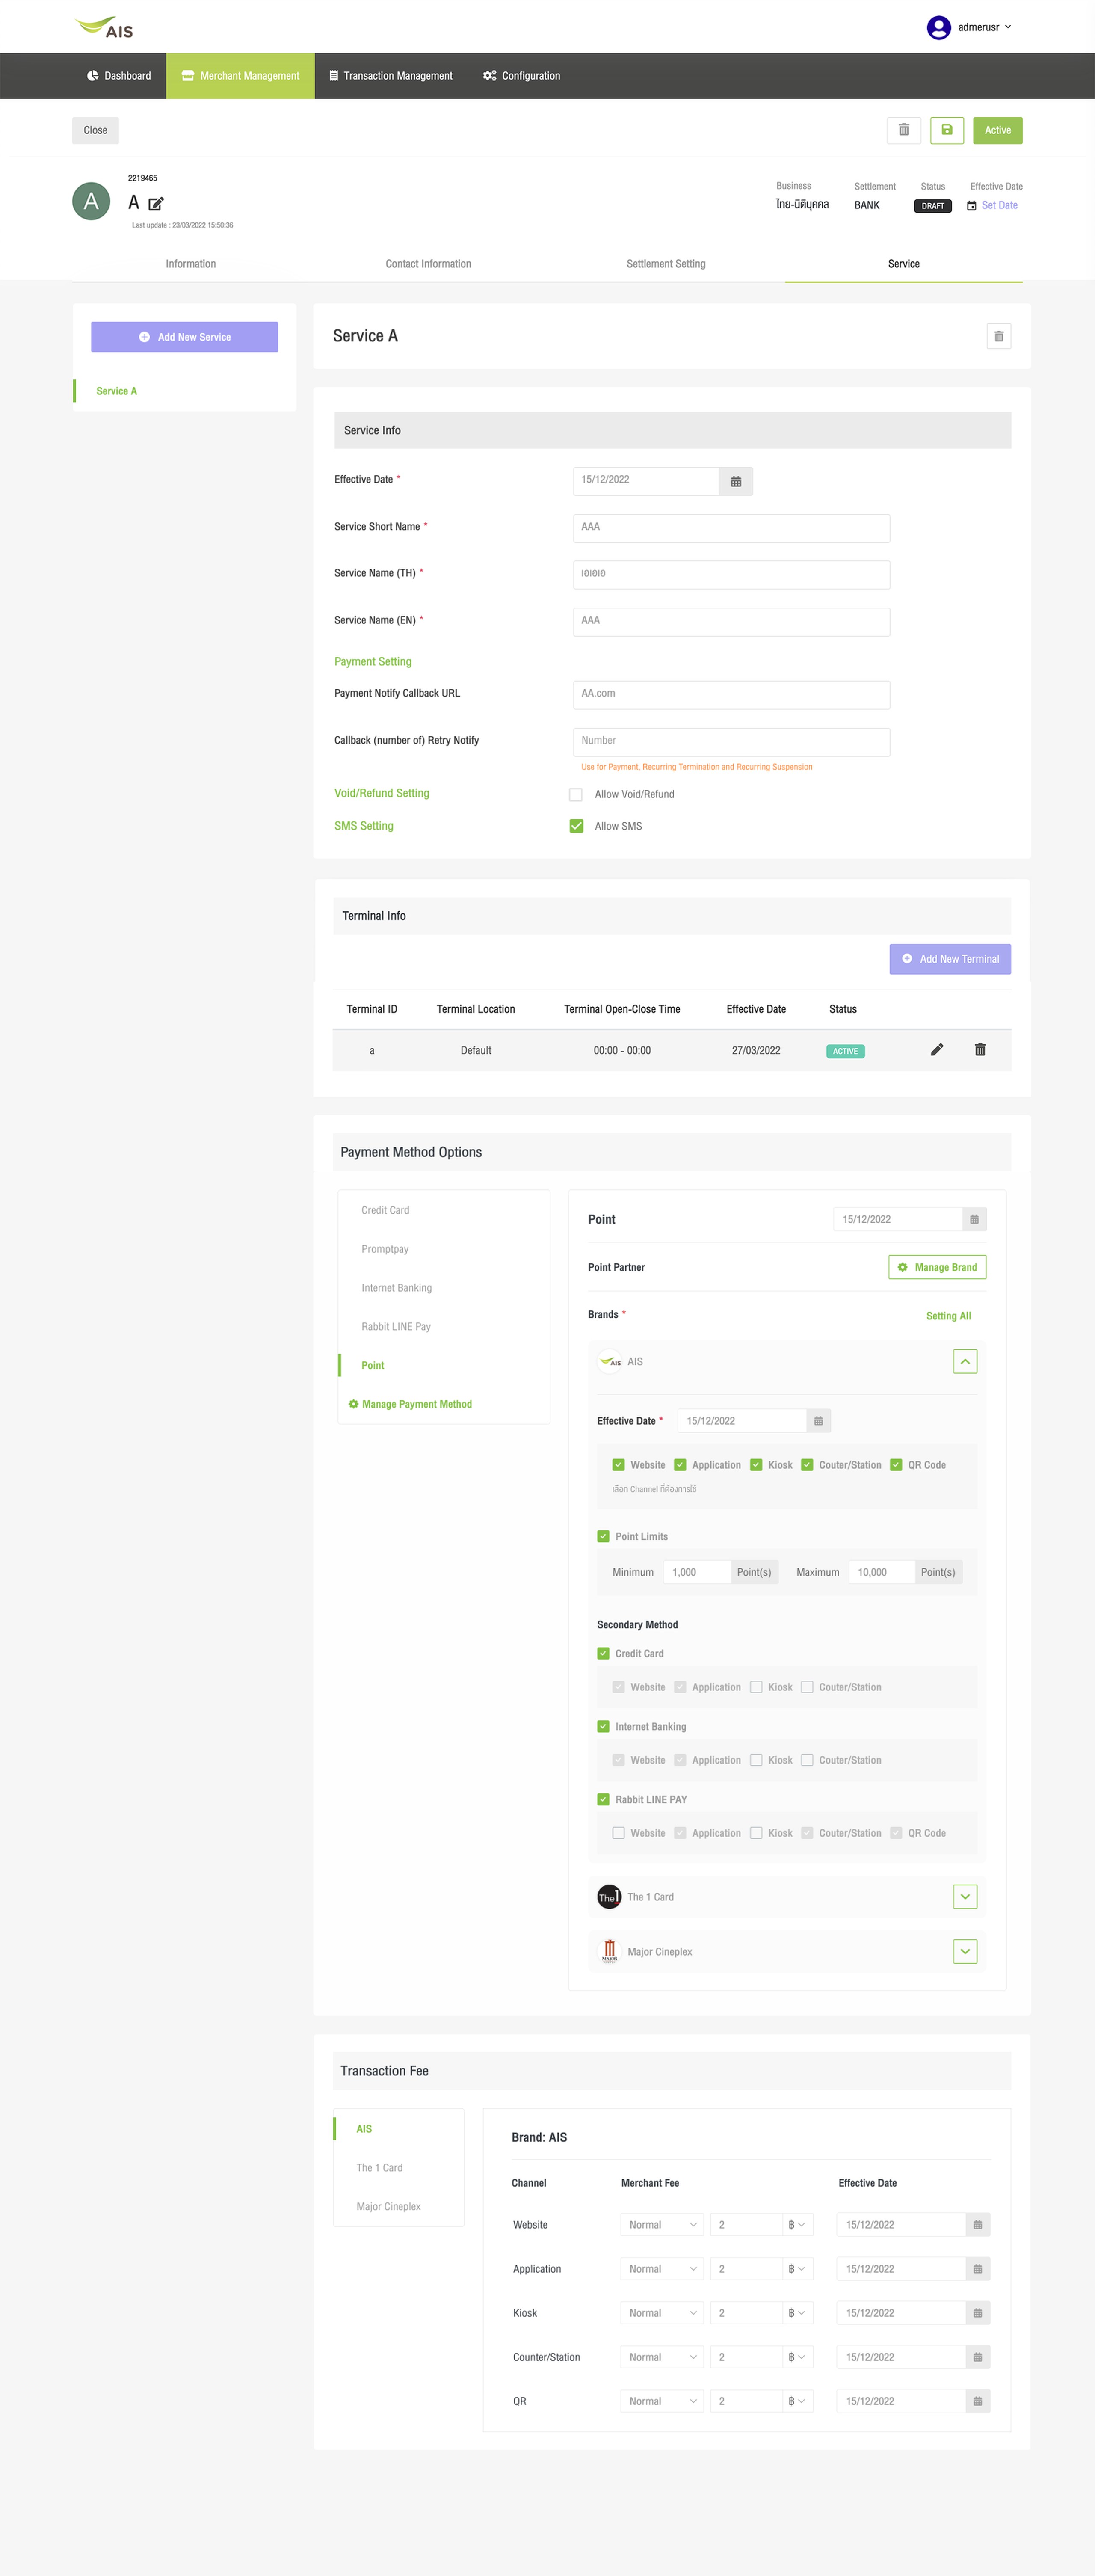 AIS
admerusr
Dashboard
Merchant Management
Transaction Management
Configuration
Close
Active
2219465
A
A
Last update : 23/03/2022 15:50:36
Business
ไทย-นิติบุคคล
Settlement
BANK
Status
DRAFT
Effective Date
Set Date
Information
Contact Information
Settlement Setting
Service
Add New Service
Service A
Service A
Service Info
Effective Date *
15/12/2022
Service Short Name *
AAA
Service Name (TH) *
เอเอเอ
Service Name (EN) *
AAA
Payment Setting
Payment Notify Callback URL
AA.com
Callback (number of) Retry Notify
Number
Use for Payment, Recurring Termination and Recurring Suspension
Void/Refund Setting
Allow Void/Refund
SMS Setting
Allow SMS
Terminal Info
Add New Terminal
Terminal ID Terminal Location Terminal Open-Close Time Effective Date Status
a Default 00:00 - 00:00 27/03/2022 ACTIVE
Payment Method Options
Credit Card
Promptpay
Internet Banking
Rabbit LINE Pay
Point
Manage Payment Method
Point
15/12/2022
Point Partner
Manage Brand
Brands *
Setting All
AIS
AIS
Effective Date *
15/12/2022
Website Application Kiosk Couter/Station QR Code
เลือก Channel ที่ต้องการใช้
Point Limits
Minimum 1,000 Point(s) Maximum 10,000 Point(s)
Secondary Method
Credit Card
Website Application Kiosk Couter/Station
Internet Banking
Website Application Kiosk Couter/Station
Rabbit LINE PAY
Website Application Kiosk Couter/Station QR Code
The1
The 1 Card
MAJOR
Major Cineplex
Transaction Fee
AIS
The 1 Card
Major Cineplex
Brand: AIS
Channel Merchant Fee Effective Date
Website Normal 2 ฿ 15/12/2022
Application Normal 2 ฿ 15/12/2022
Kiosk Normal 2 ฿ 15/12/2022
Counter/Station Normal 2 ฿ 15/12/2022
QR Normal 2 ฿ 15/12/2022